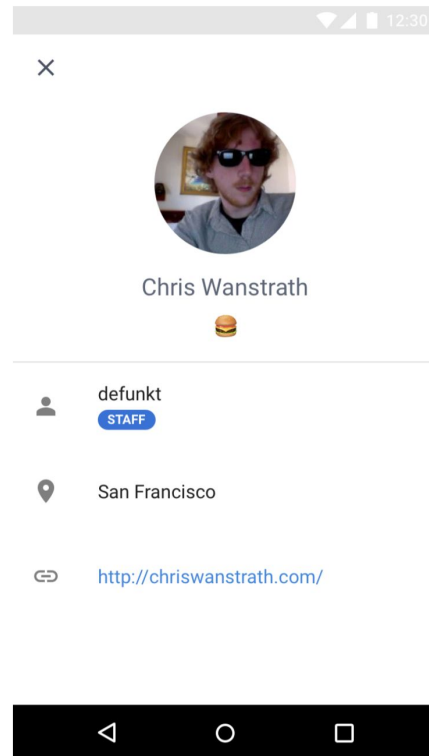 12:30
Chris Wanstrath
🍔
defunkt
STAFF
San Francisco
http://chriswanstrath.com/